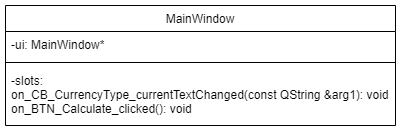 MainWindow
-ui: MainWindow*
-slots:
on_CB_CurrencyType_currentTextChanged(const QString &arg1): void
on_BTN_Calculate_clicked(): void